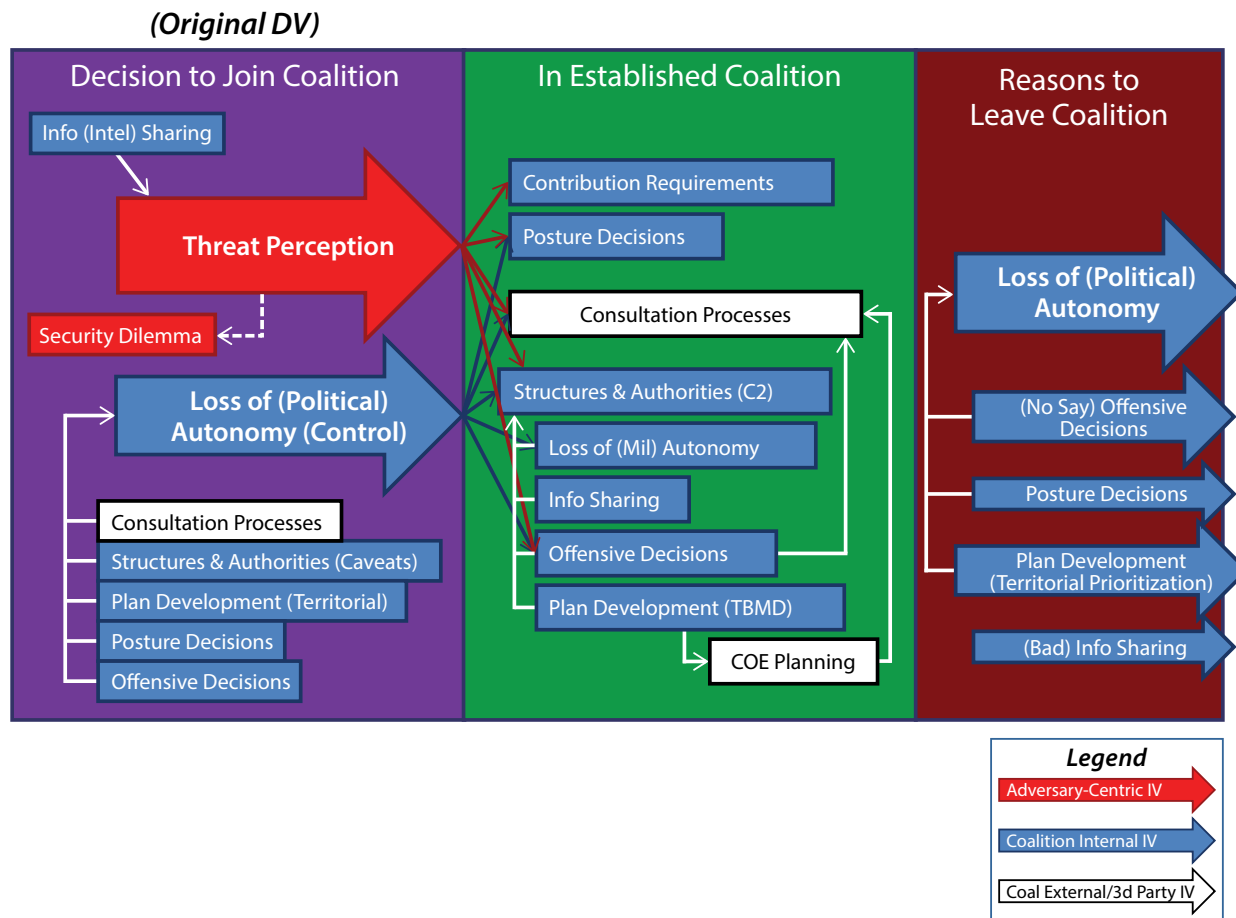 (Original DV)
Decision to Join Coalition
Info (Intel) Sharing
Threat Perception
Security Dilemma
Loss of (Political)
Autonomy (Control)
Consultation Processes
Structures & Authorities (Caveats)
Plan Development (Territorial)
Posture Decisions
Offensive Decisions
In Established Coalition
Contribution Requirements
Posture Decisions
Consultation Processes
Structures & Authorities (C2)
Loss of (Mil) Autonomy
Info Sharing
Offensive Decisions
Plan Development (TBMD)
COE Planning
Reasons to
Leave Coalition
Loss of (Political)
Autonomy
(No Say) Offensive
Decisions
Posture Decisions
Plan Development
(Territorial Prioritization)
(Bad) Info Sharing
Legend
Adversary-Centric IV
Coalition Internal IV
Coal External/3d Party IV